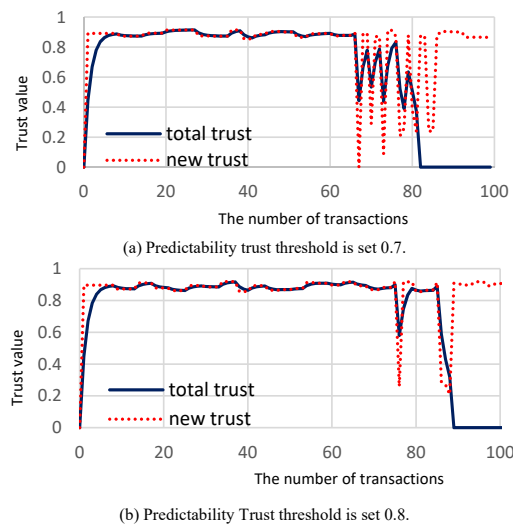 1
0.8
0.6
0.4
0.2
0
Trust value
total trust
new trust
0 20 40 60 80 100
The number of transactions
(a) Predictability trust threshold is set 0.7.
1
0.8
0.6
0.4
0.2
0
Trust value
total trust
new trust
0 20 40 60 80 100
The number of transactions
(b) Predictability Trust threshold is set 0.8.